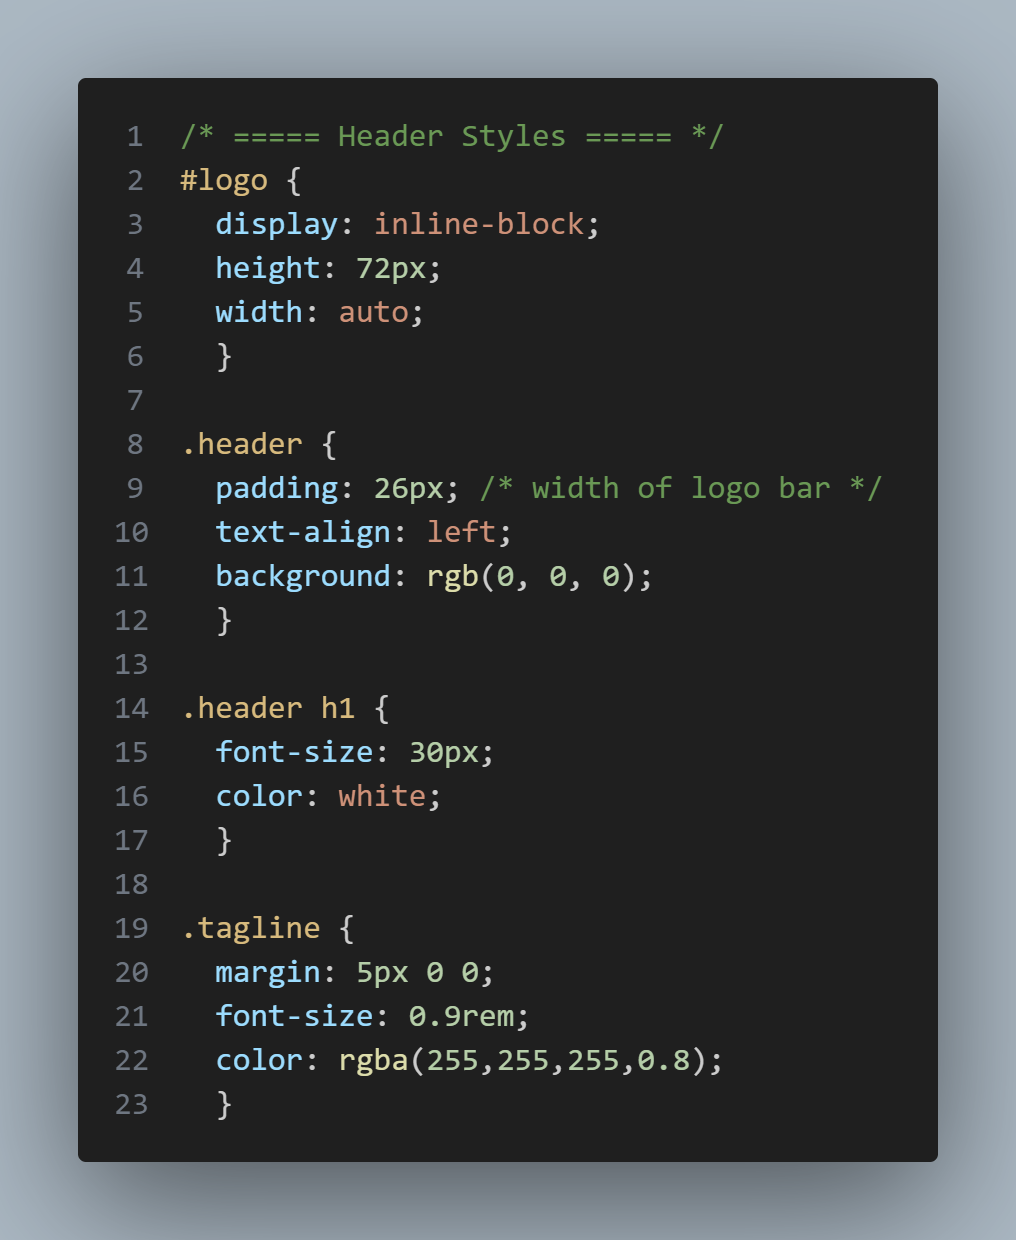 1 /* ===== Header Styles ===== */
2 #logo {
3   display: inline-block;
4   height: 72px;
5   width: auto;
6   }
7
8 .header {
9   padding: 26px; /* width of logo bar */
10   text-align: left;
11   background: rgb(0, 0, 0);
12   }
13
14 .header h1 {
15   font-size: 30px;
16   color: white;
17   }
18
19 .tagline {
20   margin: 5px 0 0;
21   font-size: 0.9rem;
22   color: rgba(255,255,255,0.8);
23   }